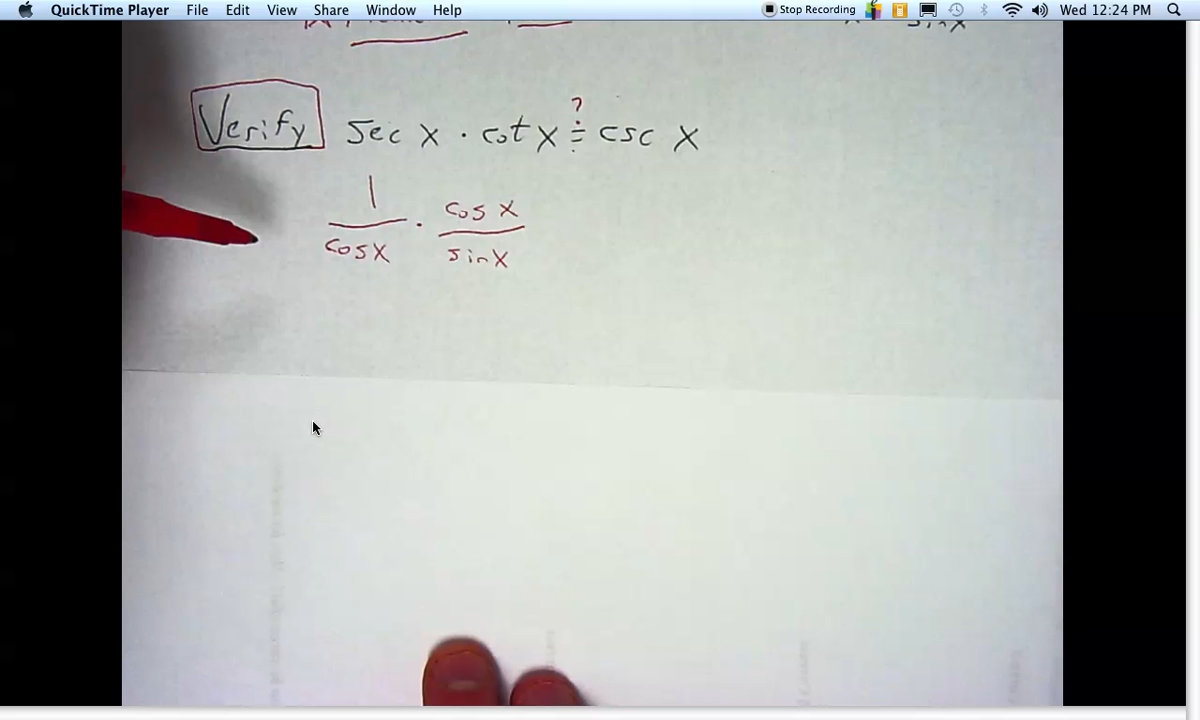 QuickTime Player File Edit View Share Window Help Stop Recording Wed 12:24 PM
sin x
Verify sec x · cot x ≟ csc x
1/cos x · cos x/sin x